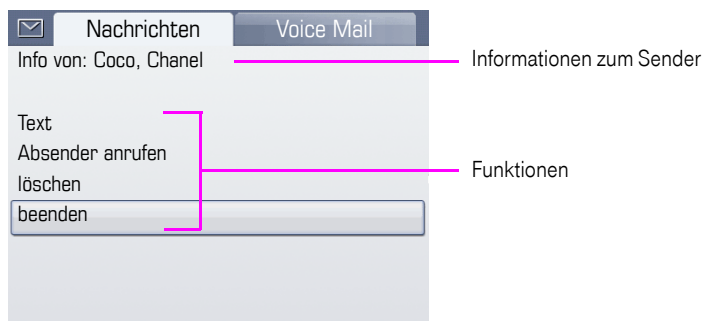 Nachrichten Voice Mail
Info von: Coco, Chanel
Informationen zum Sender
Text
Absender anrufen
löschen
beenden
Funktionen